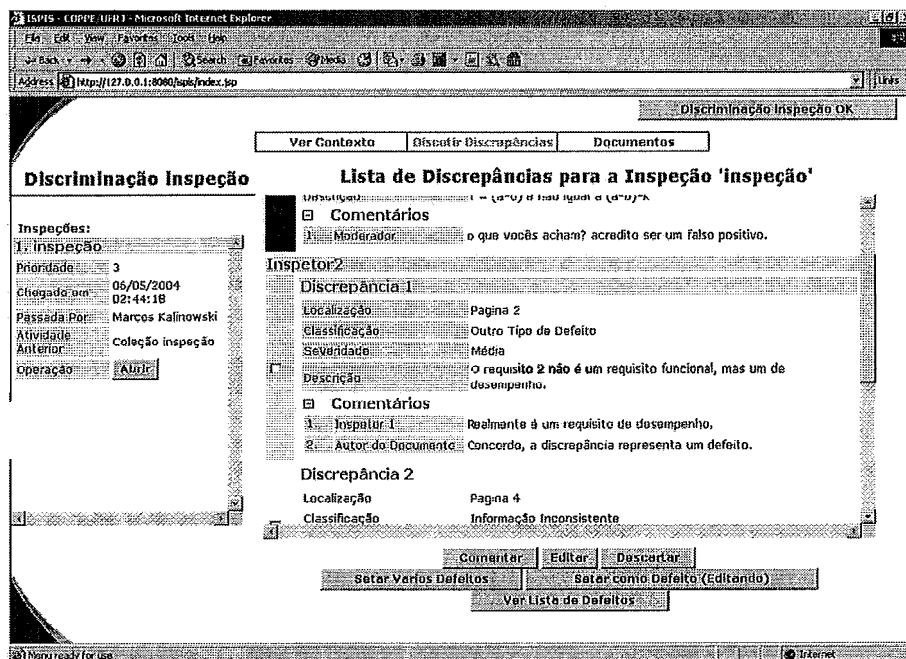 ISPIS - COPPE/UFRJ - Microsoft Internet Explorer
File Edit View Favorites Tools Help
Back Search Favorites Media
Address http://127.0.0.1:8080/ispis/index.jsp Links
Discriminação Inspeção OK
Ver Contexto Discutir Discrepâncias Documentos
Discriminação Inspeção
Lista de Discrepâncias para a Inspeção 'inspeção'
Inspeções:
1. inspeção
Prioridade 3
Chegado em 06/05/2004 02:44:18
Passada Por Marcos Kalinowski
Atividade Anterior Coleção inspeção
Operação Abrir
Descrição
Comentários
1. Moderador o que vocês acham? acredito ser um falso positivo.
Inspetor2
Discrepância 1
Localização Pagina 2
Classificação Outro Tipo de Defeito
Severidade Média
Descrição O requisito 2 não é um requisito funcional, mas um de desempenho.
Comentários
1. Inspetor 1 Realmente é um requisito de desempenho.
2. Autor do Documento Concordo, a discrepância representa um defeito.
Discrepância 2
Localização Pagina 4
Classificação Informação Inconsistente
Comentar Editar Descartar
Setar Varios Defeitos Setar como Defeito (Editando)
Ver Lista de Defeitos
Menu ready for use Internet